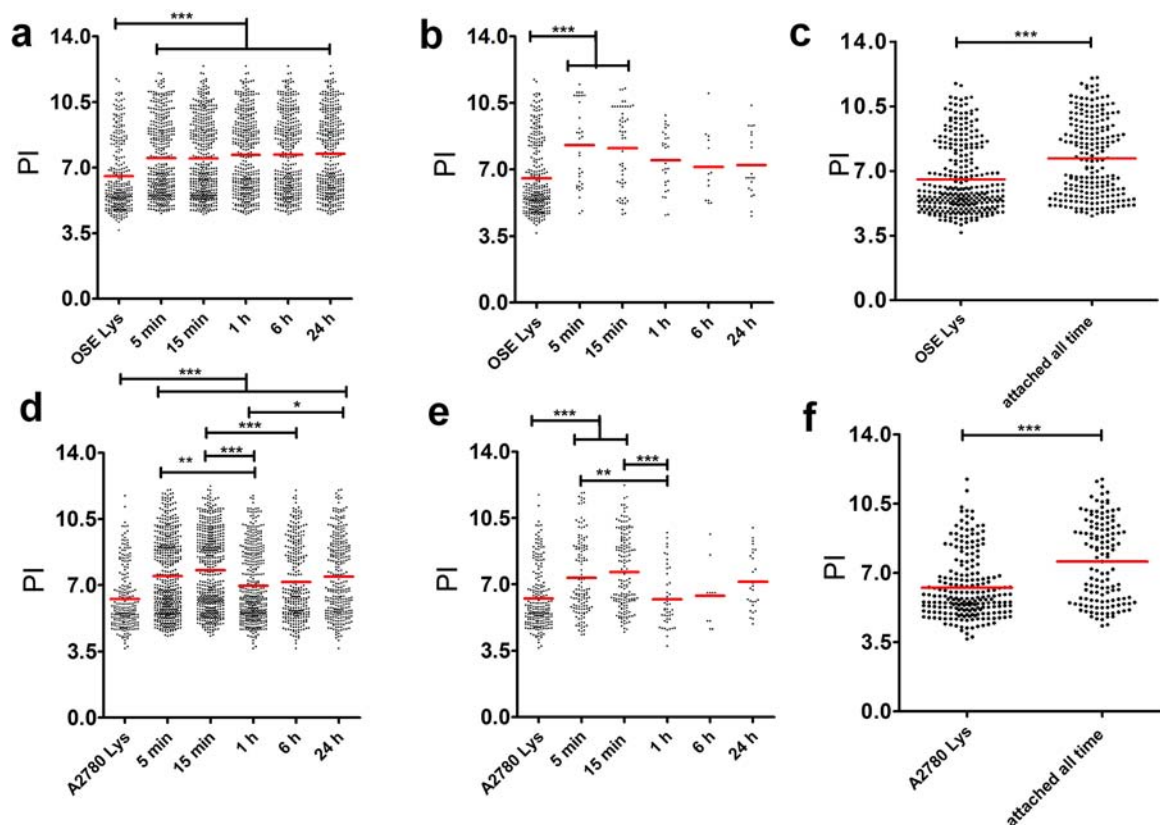 a
***
14.0
10.5
7.0
3.5
0.0
PI
OSE Lys
5 min
15 min
1 h
6 h
24 h
b
***
14.0
10.5
7.0
3.5
0.0
PI
OSE Lys
5 min
15 min
1 h
6 h
24 h
c
***
14.0
10.5
7.0
3.5
0.0
PI
OSE Lys
attached all time
d
***
*
***
***
**
14.0
10.5
7.0
3.5
0.0
PI
A2780 Lys
5 min
15 min
1 h
6 h
24 h
e
***
***
**
14.0
10.5
7.0
3.5
0.0
PI
A2780 Lys
5 min
15 min
1 h
6 h
24 h
f
***
14.0
10.5
7.0
3.5
0.0
PI
A2780 Lys
attached all time